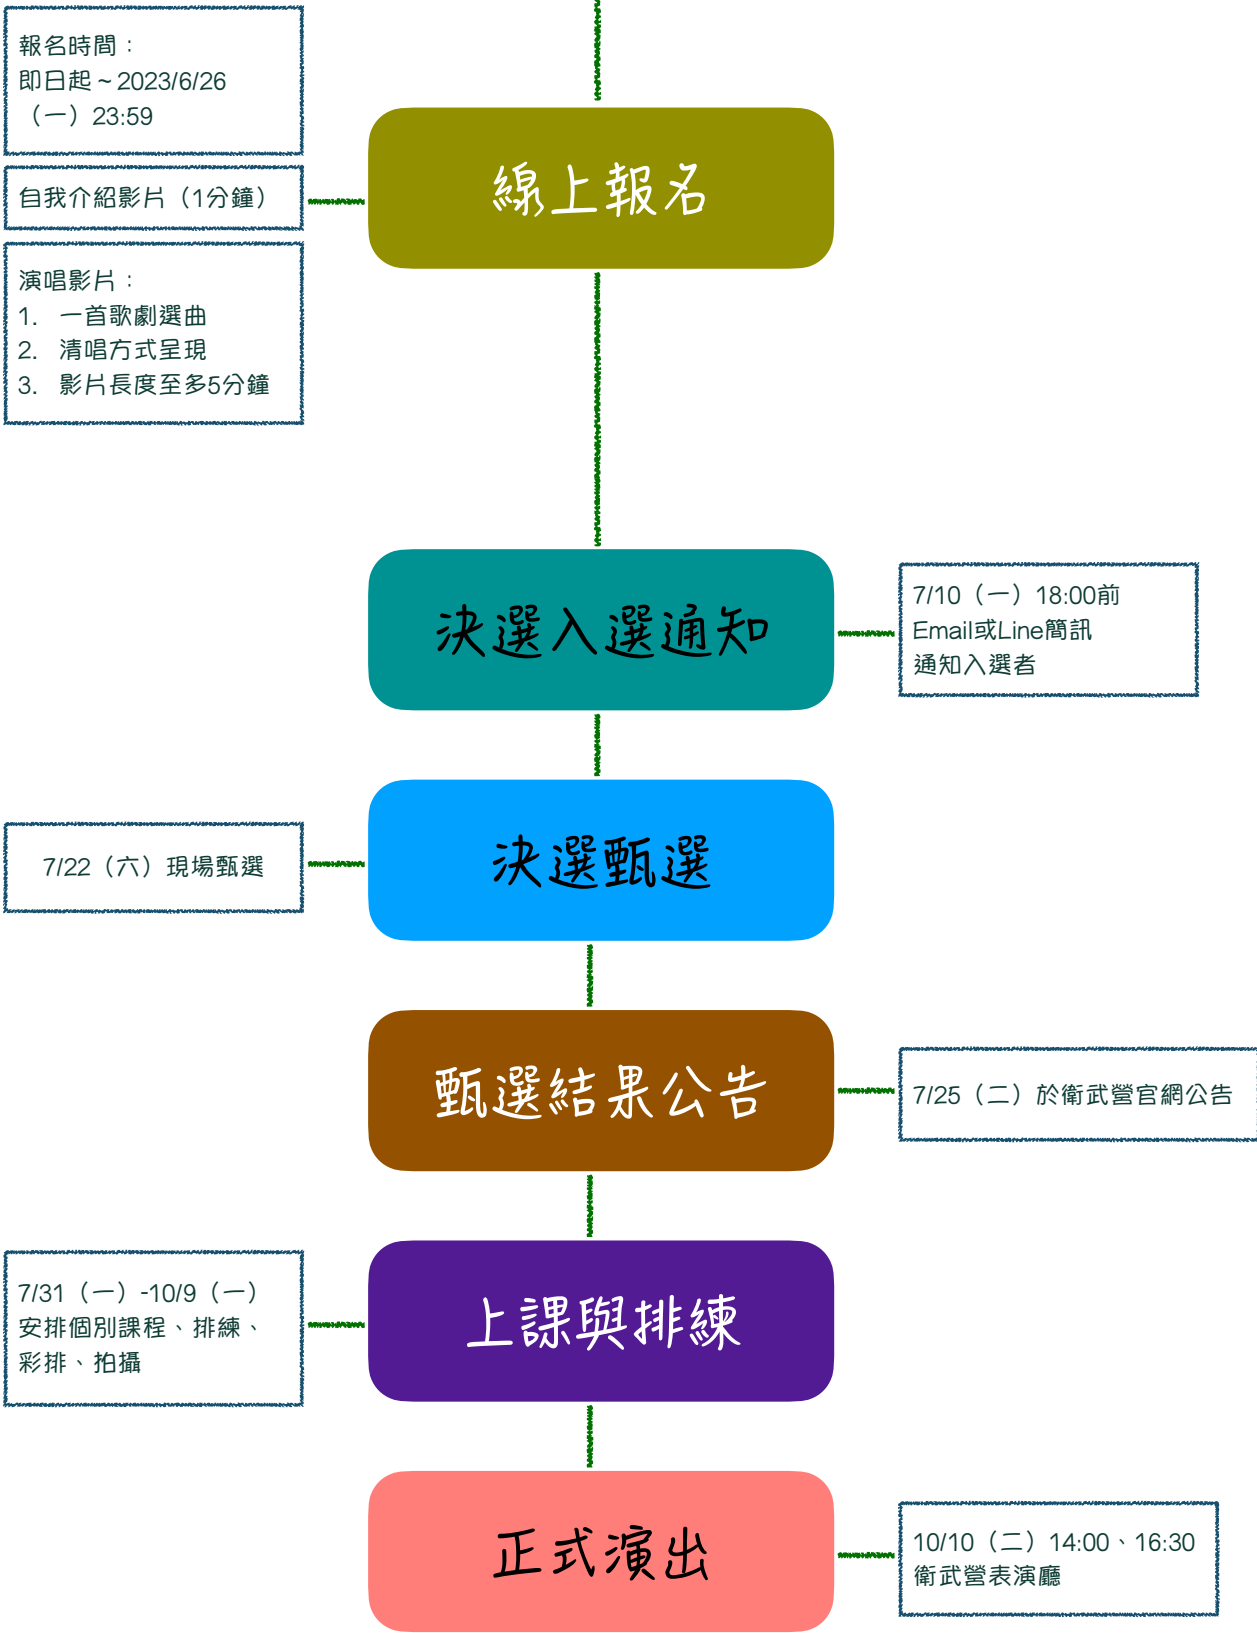 報名時間：
即日起～2023/6/26
（一）23:59
自我介紹影片（1分鐘）
演唱影片：
1. 一首歌劇選曲
2. 清唱方式呈現
3. 影片長度至多5分鐘
線上報名
決選入選通知
7/10（一）18:00前
Email或Line簡訊
通知入選者
7/22（六）現場甄選
決選甄選
甄選結果公告
7/25（二）於衛武營官網公告
7/31（一）-10/9（一）
安排個別課程、排練、
彩排、拍攝
上課與排練
正式演出
10/10（二）14:00、16:30
衛武營表演廳